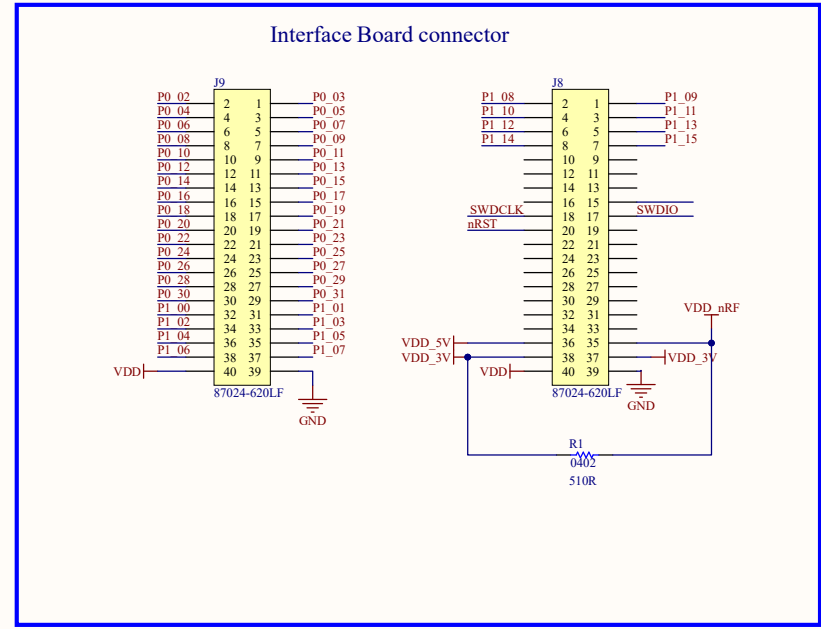 Interface Board connector
J9
P0_02 2 1 P0_03
P0_04 4 3 P0_05
P0_06 6 5 P0_07
P0_08 8 7 P0_09
P0_10 10 9 P0_11
P0_12 12 11 P0_13
P0_14 14 13 P0_15
P0_16 16 15 P0_17
P0_18 18 17 P0_19
P0_20 20 19 P0_21
P0_22 22 21 P0_23
P0_24 24 23 P0_25
P0_26 26 25 P0_27
P0_28 28 27 P0_29
P0_30 30 29 P0_31
P1_00 32 31 P1_01
P1_02 34 33 P1_03
P1_04 36 35 P1_05
P1_06 38 37 P1_07
VDD 40 39
87024-620LF
GND
J8
P1_08 2 1 P1_09
P1_10 4 3 P1_11
P1_12 6 5 P1_13
P1_14 8 7 P1_15
10 9
12 11
14 13
16 15
SWDCLK 18 17 SWDIO
nRST 20 19
22 21
24 23
26 25
28 27
30 29
32 31
34 33
VDD_nRF
VDD_5V 36 35
VDD_3V 38 37 VDD_3V
VDD 40 39
87024-620LF
GND
R1
0402
510R